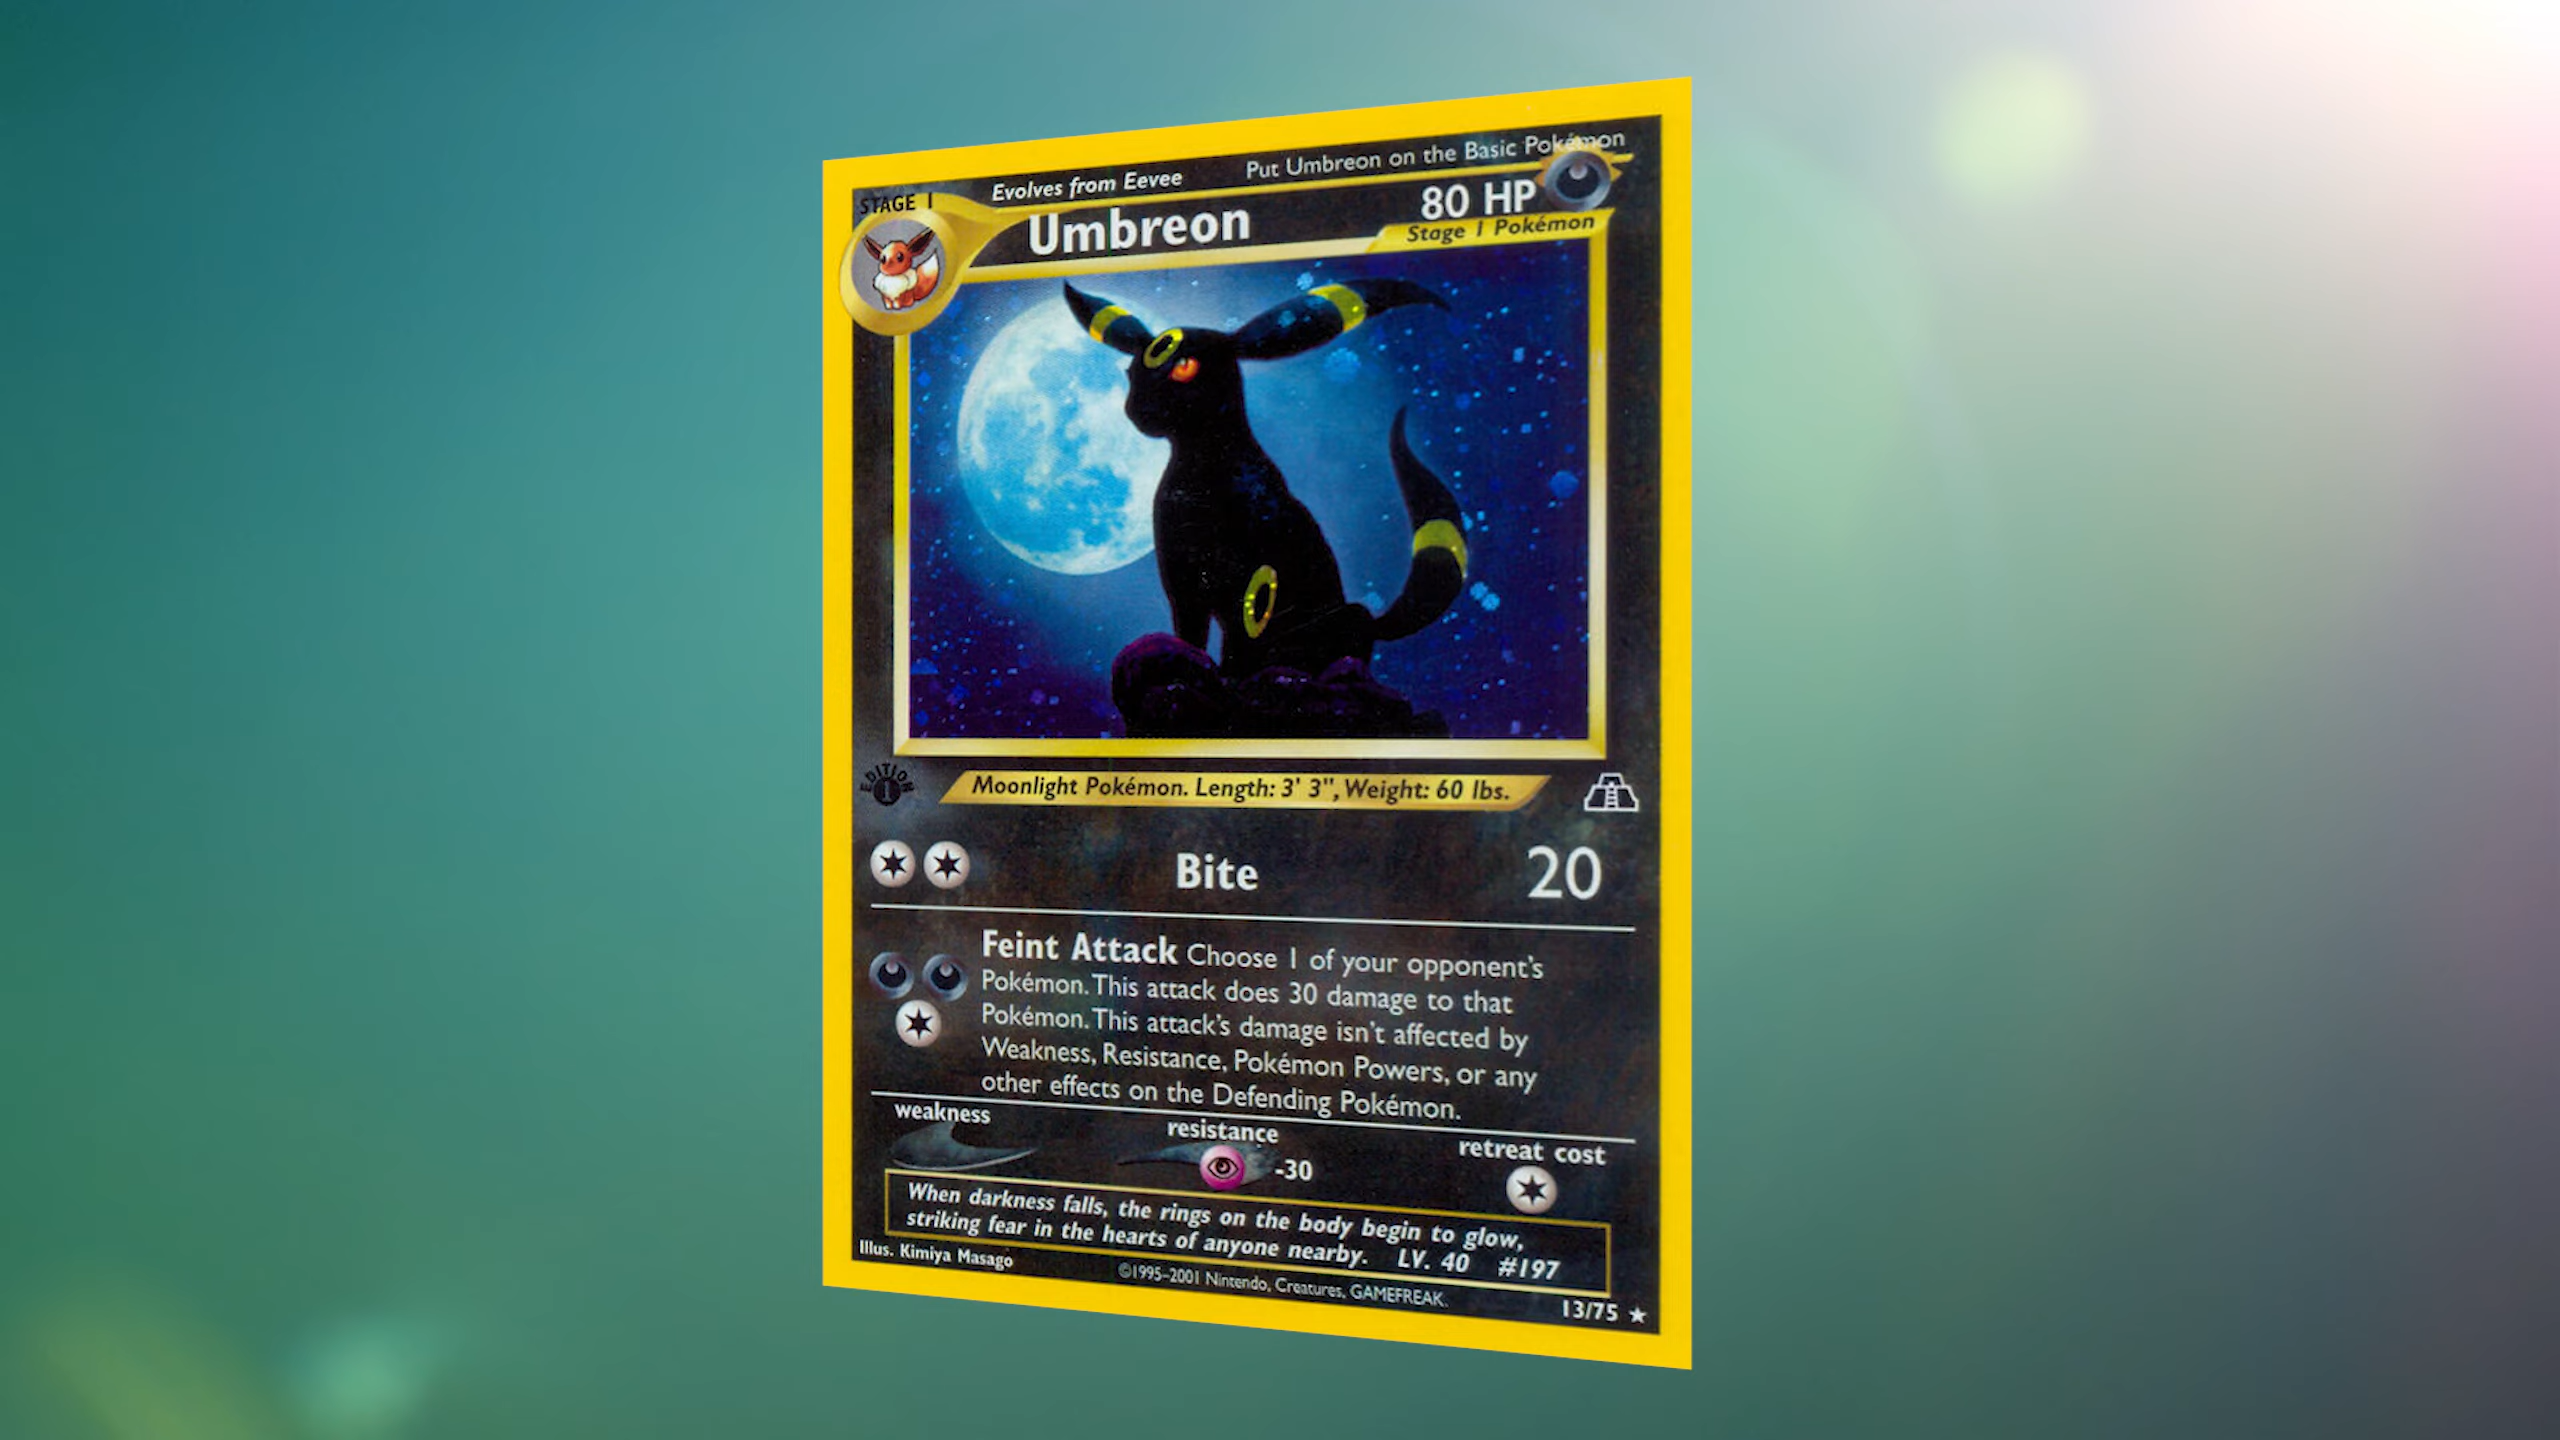 Put Umbreon on the Basic Pokémon
Evolves from Eevee
STAGE 1
Umbreon
80 HP
Stage 1 Pokémon
EDITION
1
Moonlight Pokémon. Length: 3' 3", Weight: 60 lbs.
Bite 20
Feint Attack Choose 1 of your opponent's
Pokémon. This attack does 30 damage to that
Pokémon. This attack's damage isn't affected by
Weakness, Resistance, Pokémon Powers, or any
other effects on the Defending Pokémon.
weakness
resistance
retreat cost
-30
When darkness falls, the rings on the body begin to glow,
striking fear in the hearts of anyone nearby. LV. 40 #197
Illus. Kimiya Masago
©1995–2001 Nintendo, Creatures, GAMEFREAK.
13/75 ★